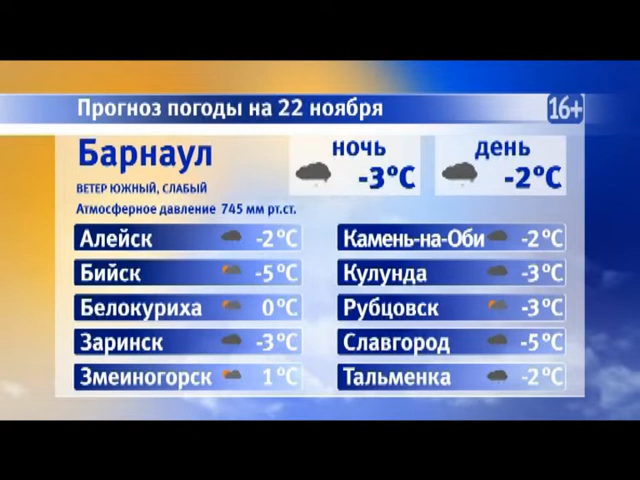 Прогноз погоды на 22 ноября 16+
Барнаул
ночь -3°C
день -2°C
ВЕТЕР ЮЖНЫЙ, СЛАБЫЙ
Атмосферное давление 745 мм рт.ст.
Алейск -2°C
Бийск -5°C
Белокуриха 0°C
Заринск -3°C
Змеиногорск 1°C
Камень-на-Оби -2°C
Кулунда -3°C
Рубцовск -3°C
Славгород -5°C
Тальменка -2°C